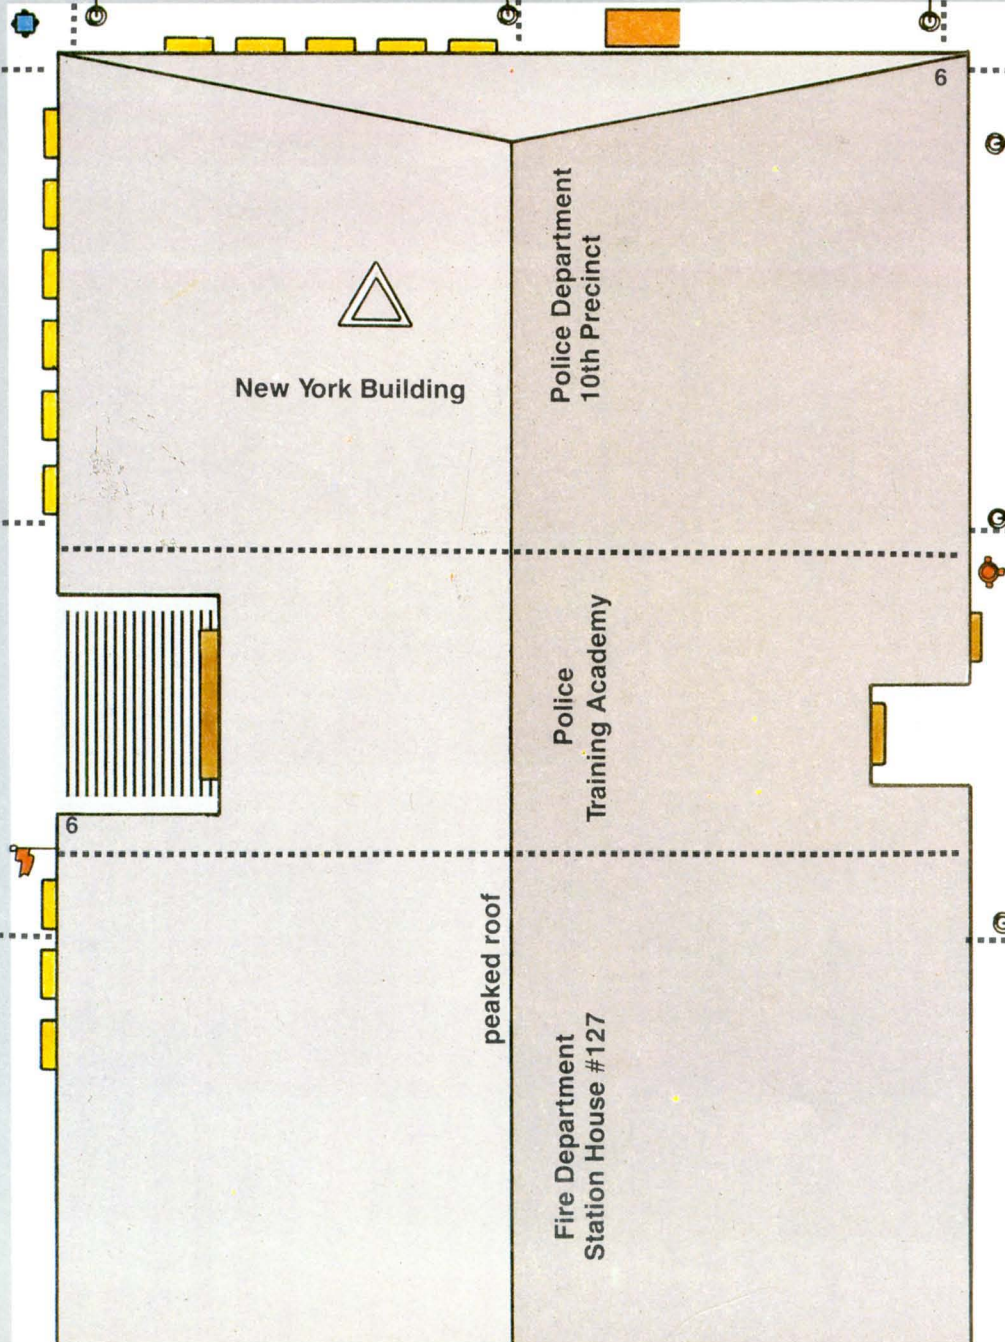 6
Police Department
10th Precinct
New York Building
Police
Training Academy
6
peaked roof
Fire Department
Station House #127